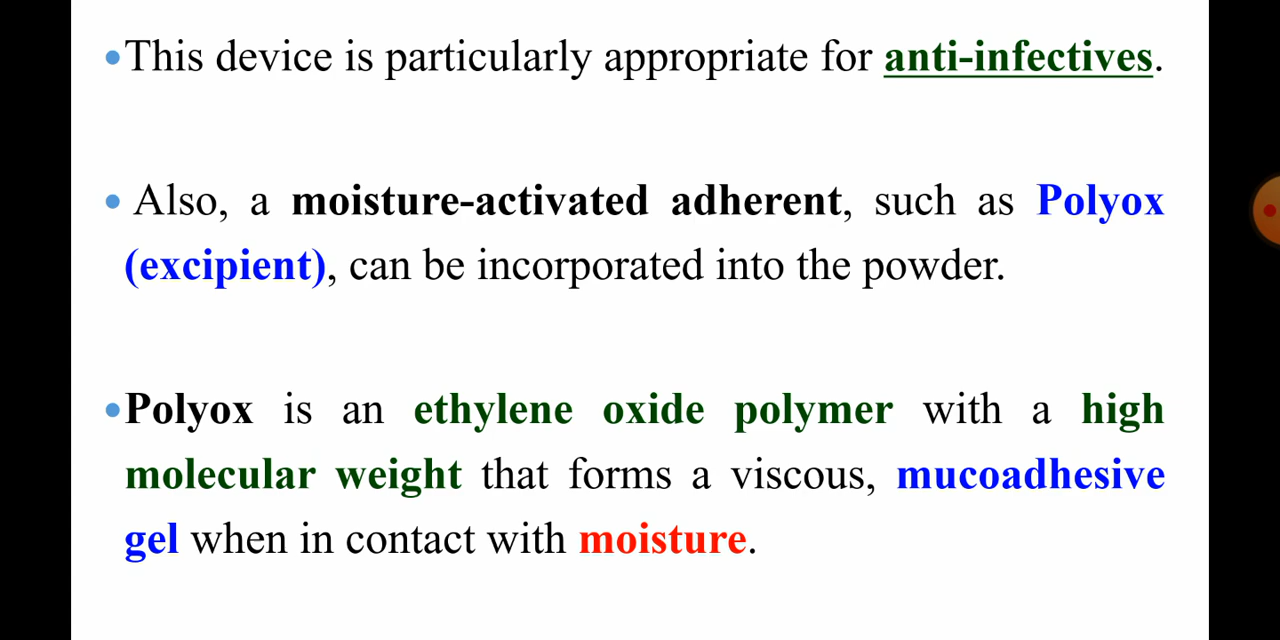 •This device is particularly appropriate for anti-infectives.
• Also, a moisture-activated adherent, such as Polyox
(excipient), can be incorporated into the powder.
•Polyox is an ethylene oxide polymer with a high
molecular weight that forms a viscous, mucoadhesive
gel when in contact with moisture.